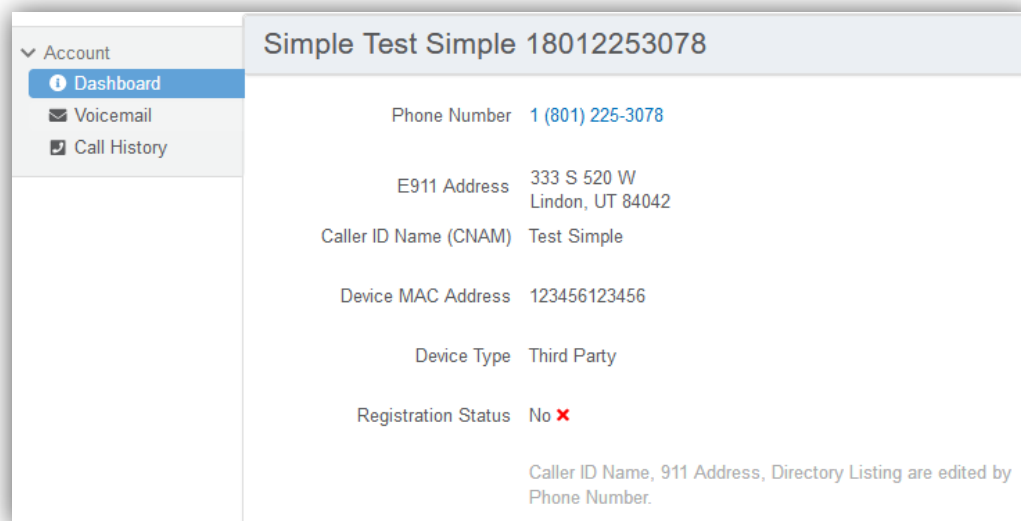 Account
Dashboard
Voicemail
Call History
Simple Test Simple 18012253078
Phone Number 1 (801) 225-3078
E911 Address 333 S 520 W
Lindon, UT 84042
Caller ID Name (CNAM) Test Simple
Device MAC Address 123456123456
Device Type Third Party
Registration Status No
Caller ID Name, 911 Address, Directory Listing are edited by
Phone Number.